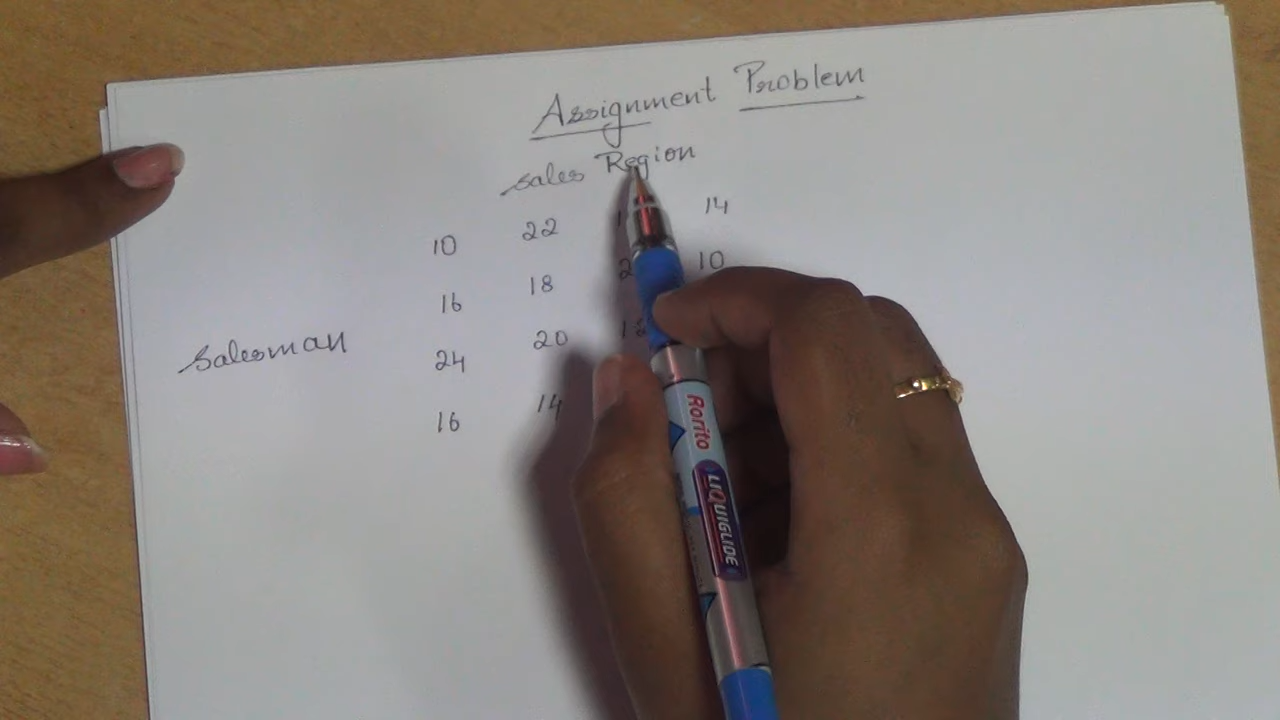 Assignment Problem
Sales Region
10 22 14
16 18 10
Salesman
24 20
16 14
Rorito
LIQUIGLIDE